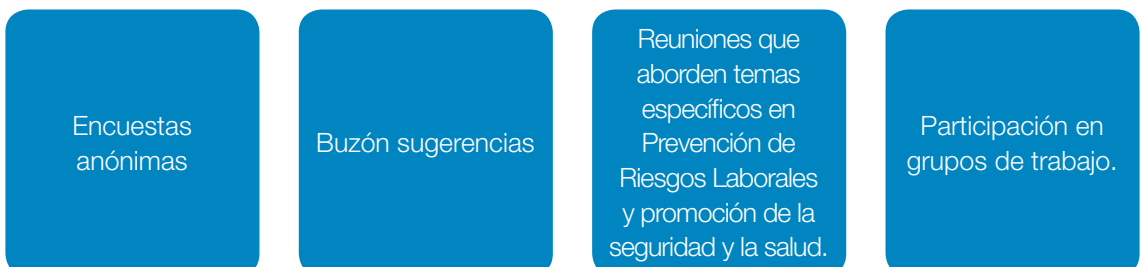 Encuestas
anónimas
Buzón sugerencias
Reuniones que
aborden temas
específicos en
Prevención de
Riesgos Laborales
y promoción de la
seguridad y la salud.
Participación en
grupos de trabajo.